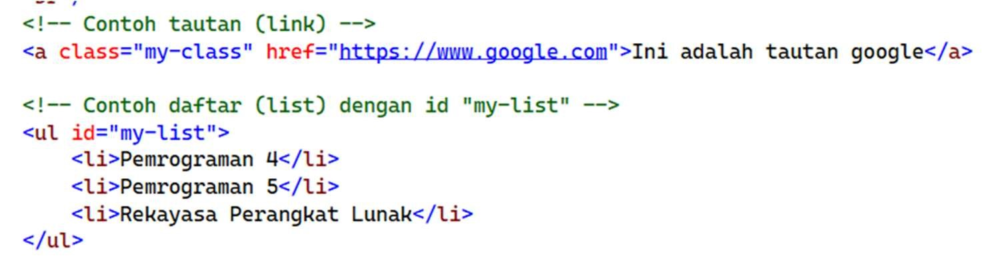 <!-- Contoh tautan (link) -->
<a class="my-class" href="https://www.google.com">Ini adalah tautan google</a>
<!-- Contoh daftar (list) dengan id "my-list" -->
<ul id="my-list">
<li>Pemrograman 4</li>
<li>Pemrograman 5</li>
<li>Rekayasa Perangkat Lunak</li>
</ul>